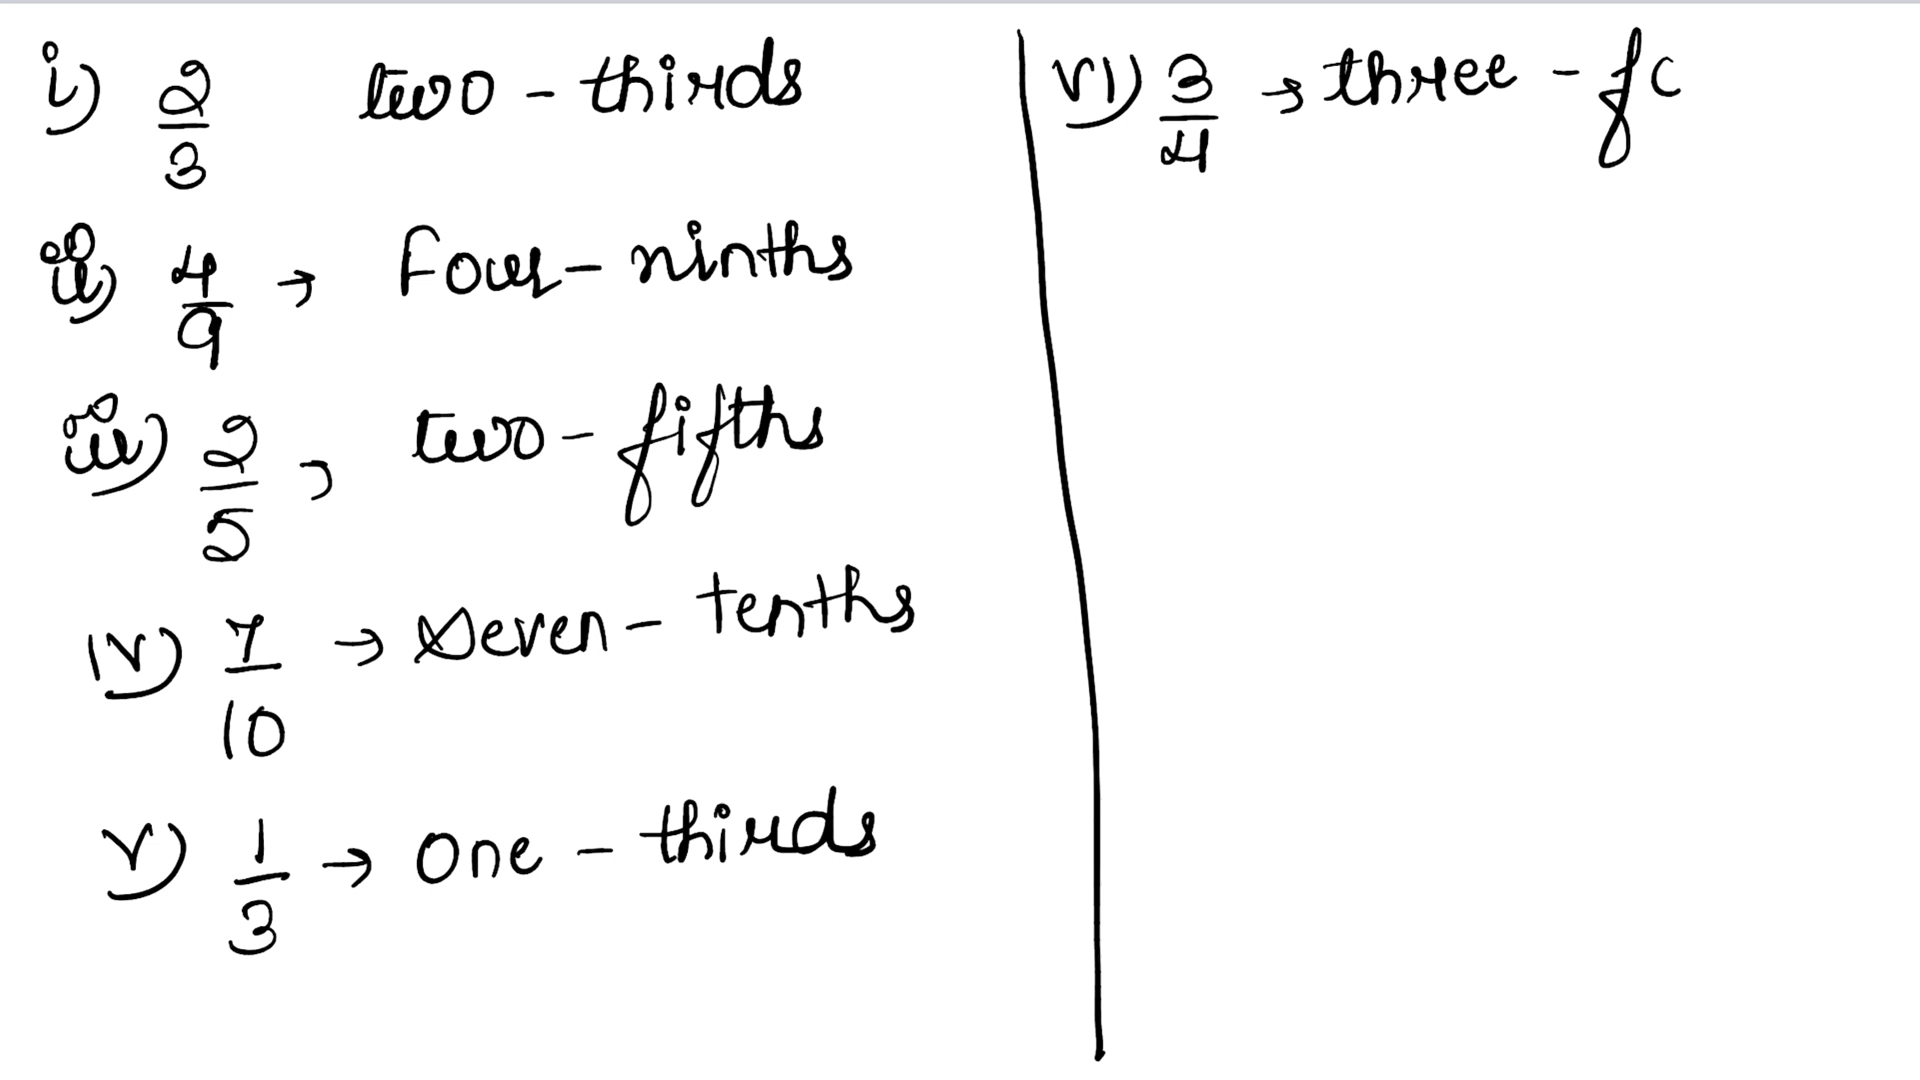 i) 2/3 two - thirds
ii) 4/9 → Four - ninths
iii) 2/5 → two - fifths
iv) 7/10 → Seven - tenths
v) 1/3 → One - thirds
vi) 3/4 → three - fc